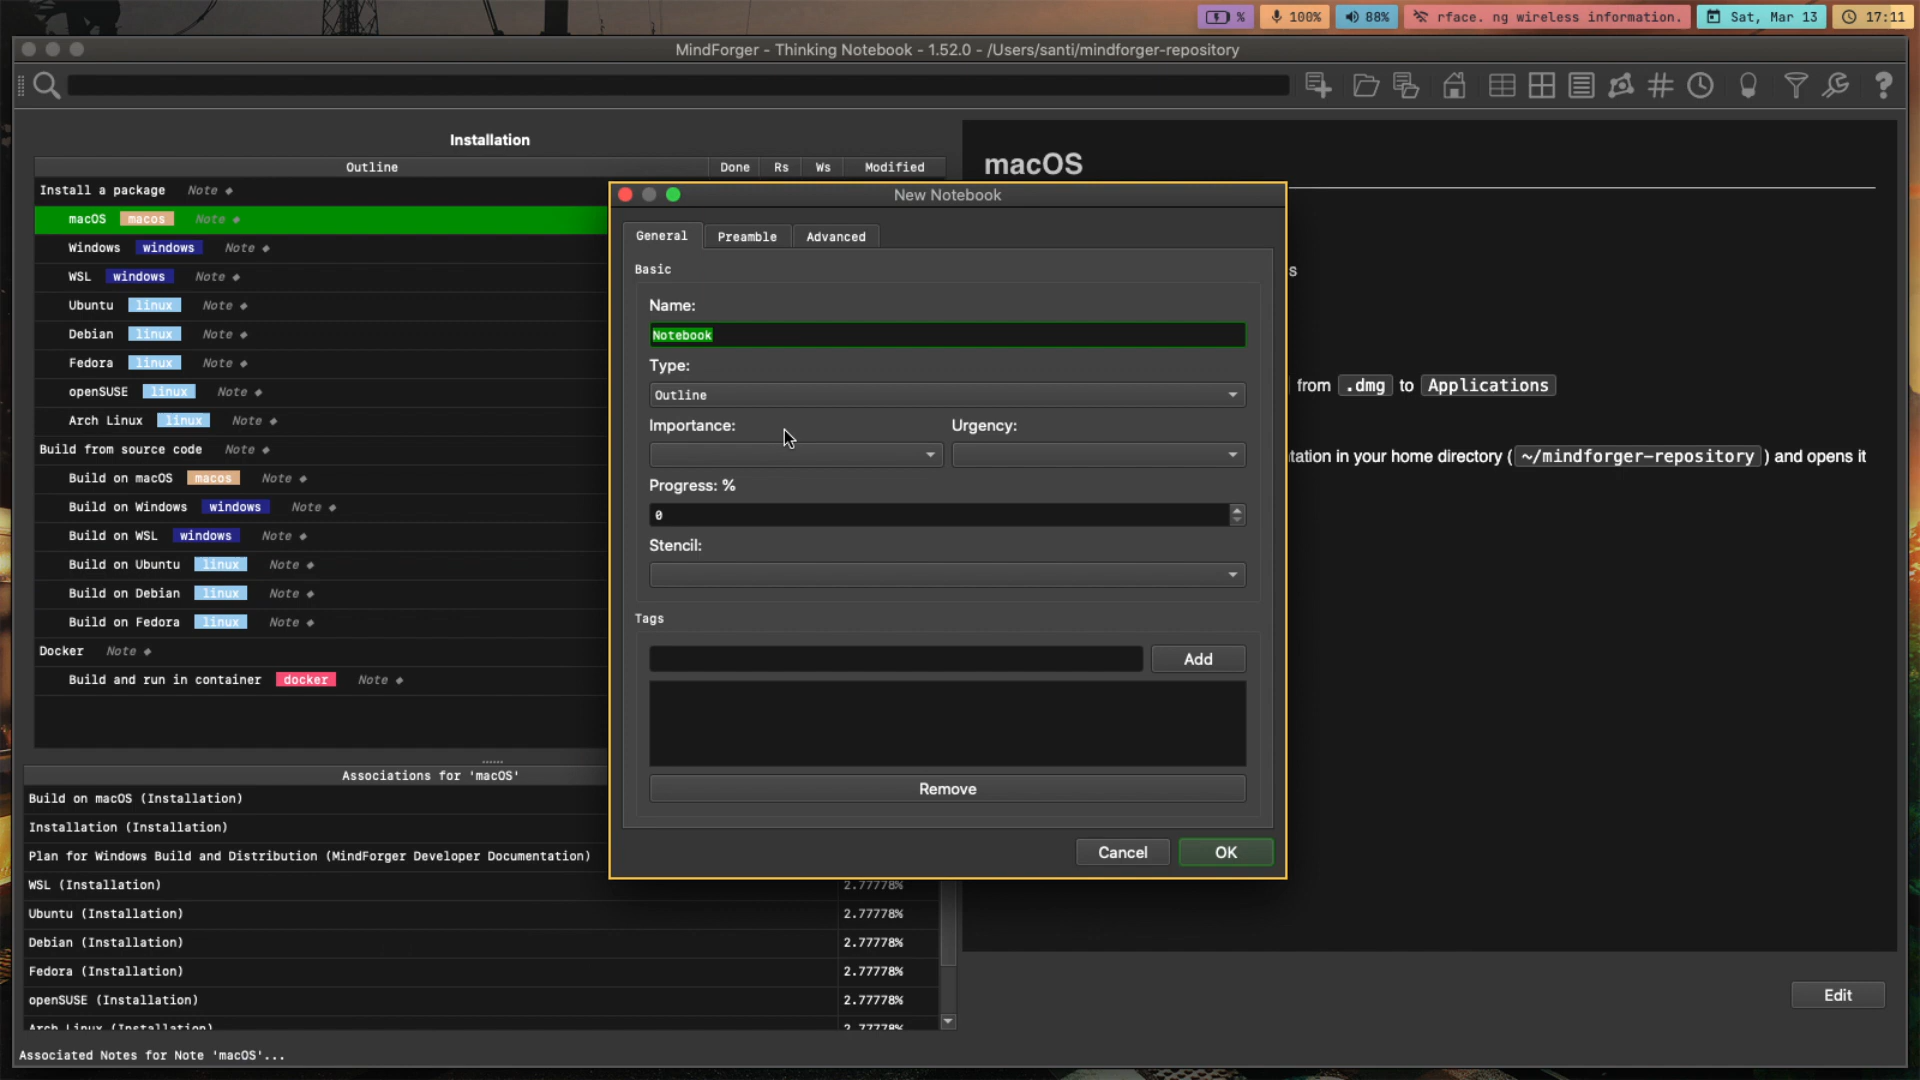 % 100% 88% rface. ng wireless information. Sat, Mar 13 17:11
MindForger - Thinking Notebook - 1.52.0 - /Users/santi/mindforger-repository
Installation
Outline Done Rs Ws Modified
Install a package Note
macOS macos Note
Windows windows Note
WSL windows Note
Ubuntu linux Note
Debian linux Note
Fedora linux Note
openSUSE linux Note
Arch Linux linux Note
Build from source code Note
Build on macOS macos Note
Build on Windows windows Note
Build on WSL windows Note
Build on Ubuntu linux Note
Build on Debian linux Note
Build on Fedora linux Note
Docker Note
Build and run in container docker Note
Associations for 'macOS'
Build on macOS (Installation)
Installation (Installation)
Plan for Windows Build and Distribution (MindForger Developer Documentation)
WSL (Installation) 2.77778%
Ubuntu (Installation) 2.77778%
Debian (Installation) 2.77778%
Fedora (Installation) 2.77778%
openSUSE (Installation) 2.77778%
Arch Linux (Installation) 2.77778%
Associated Notes for Note 'macOS'...
New Notebook
General Preamble Advanced
Basic
Name:
Notebook
Type:
Outline
Importance: Urgency:
Progress: %
0
Stencil:
Tags
Add
Remove
Cancel OK
macOS
s
from .dmg to Applications
tation in your home directory ( ~/mindforger-repository ) and opens it
Edit